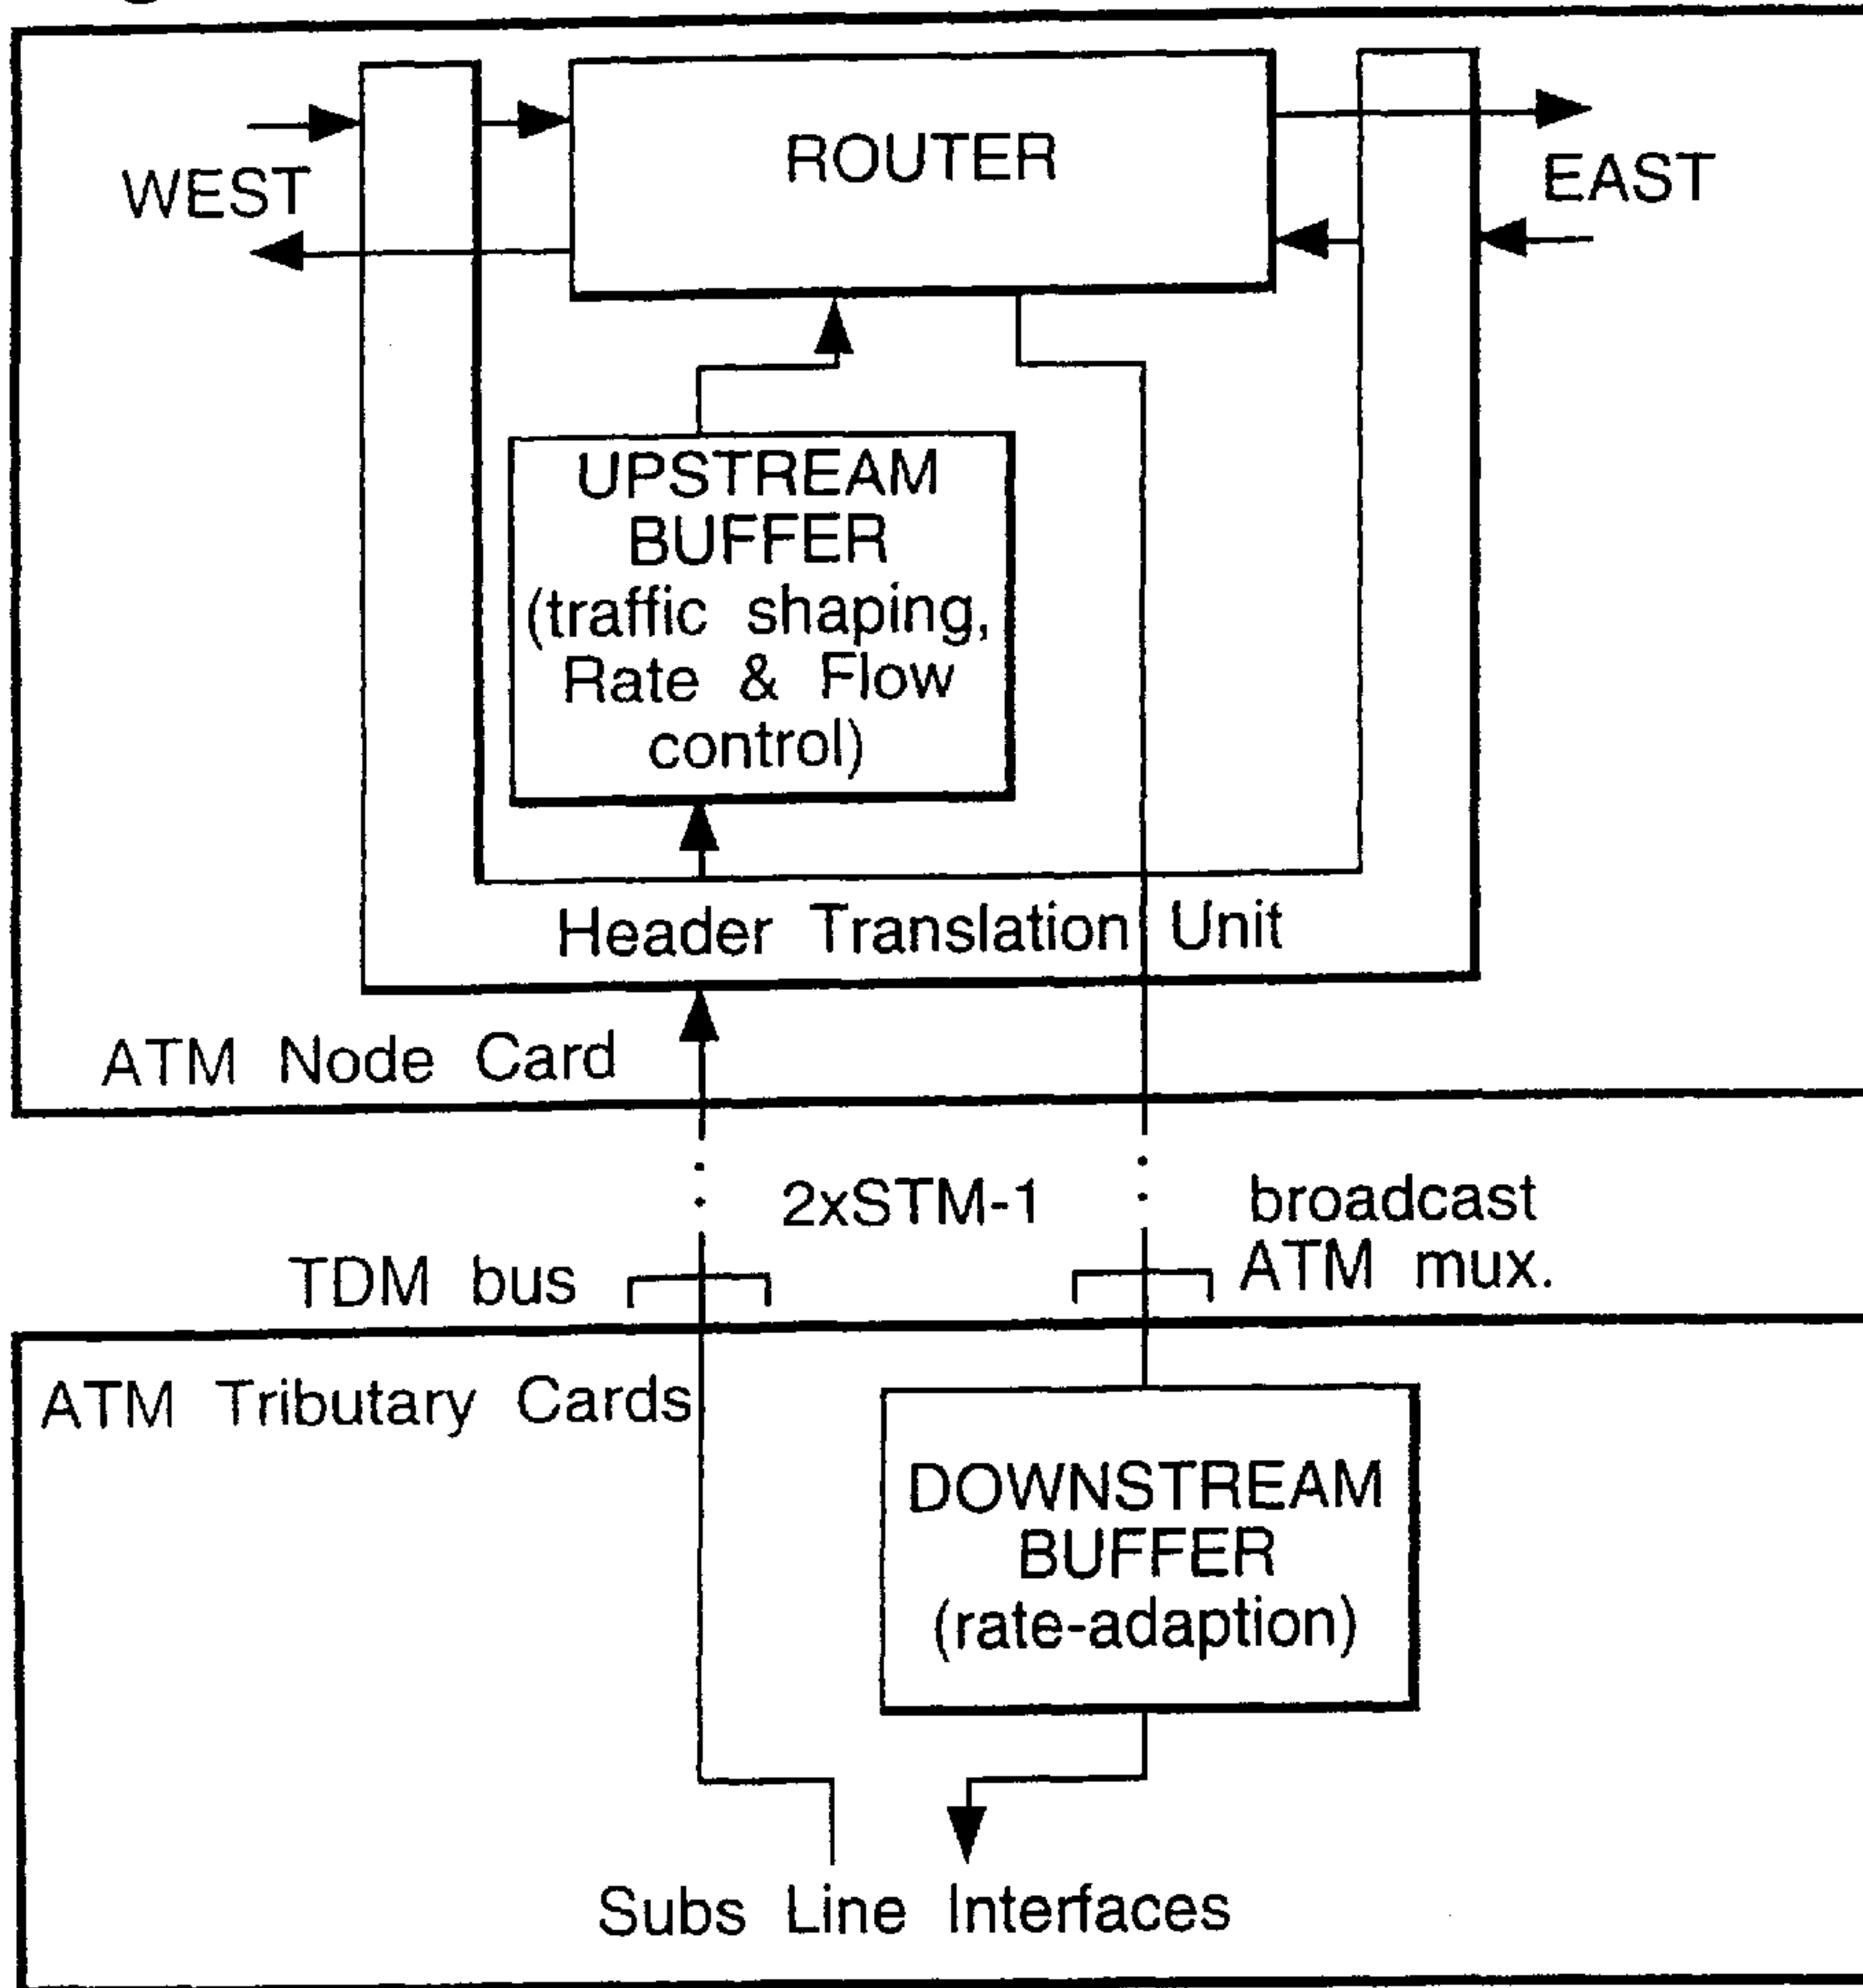 ROUTER
WEST
EAST
UPSTREAM
BUFFER
(traffic shaping,
Rate & Flow
control)
Header Translation Unit
ATM Node Card
2xSTM-1
broadcast
ATM mux.
TDM bus
ATM Tributary Cards
DOWNSTREAM
BUFFER
(rate-adaption)
Subs Line Interfaces